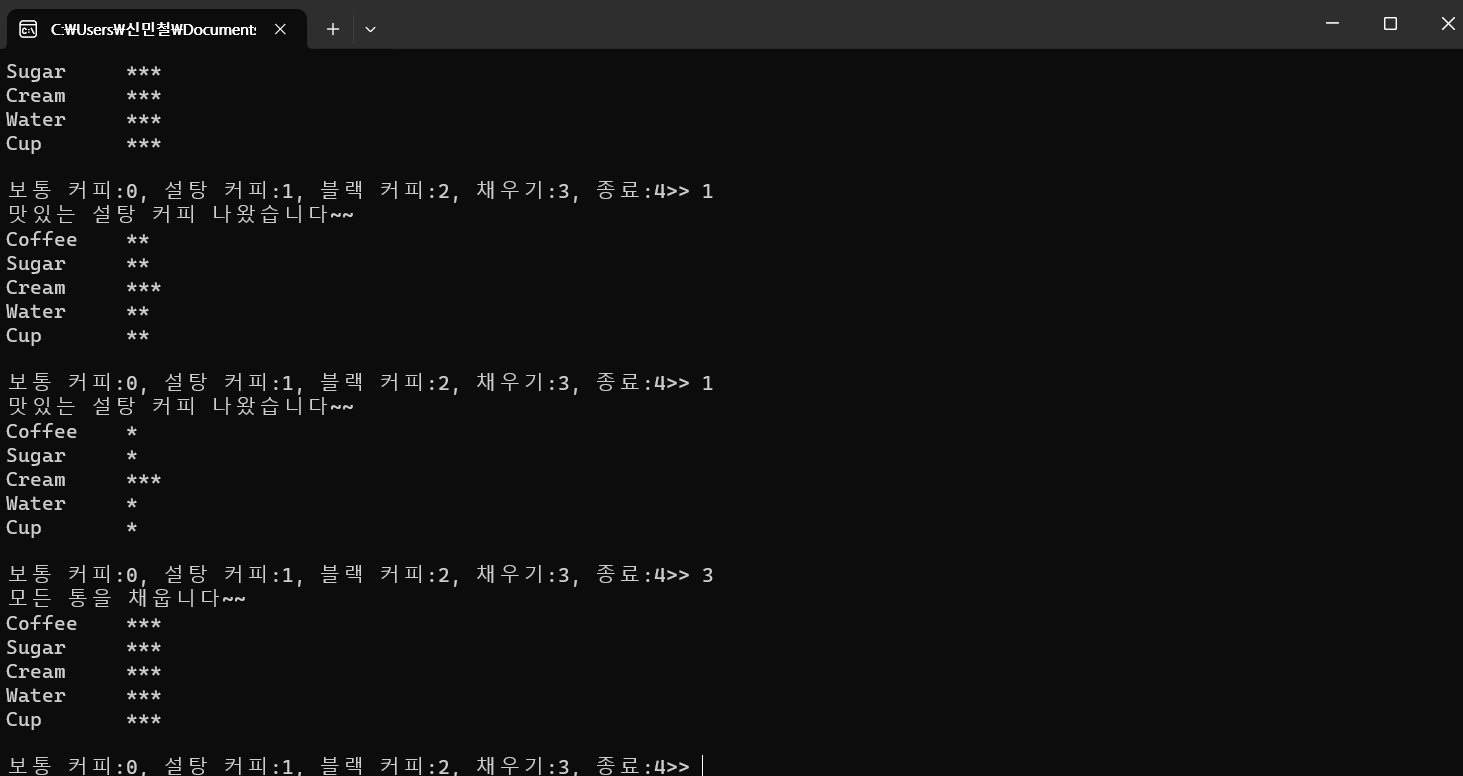 C:₩Users₩신민철₩Documents
Sugar     ***
Cream     ***
Water     ***
Cup       ***
보통 커피:0, 설탕 커피:1, 블랙 커피:2, 채우기:3, 종료:4>> 1
맛있는 설탕 커피 나왔습니다~~
Coffee    **
Sugar     **
Cream     ***
Water     **
Cup       **
보통 커피:0, 설탕 커피:1, 블랙 커피:2, 채우기:3, 종료:4>> 1
맛있는 설탕 커피 나왔습니다~~
Coffee    *
Sugar     *
Cream     ***
Water     *
Cup       *
보통 커피:0, 설탕 커피:1, 블랙 커피:2, 채우기:3, 종료:4>> 3
모든 통을 채웁니다~~
Coffee    ***
Sugar     ***
Cream     ***
Water     ***
Cup       ***
보통 커피:0, 설탕 커피:1, 블랙 커피:2, 채우기:3, 종료:4>>